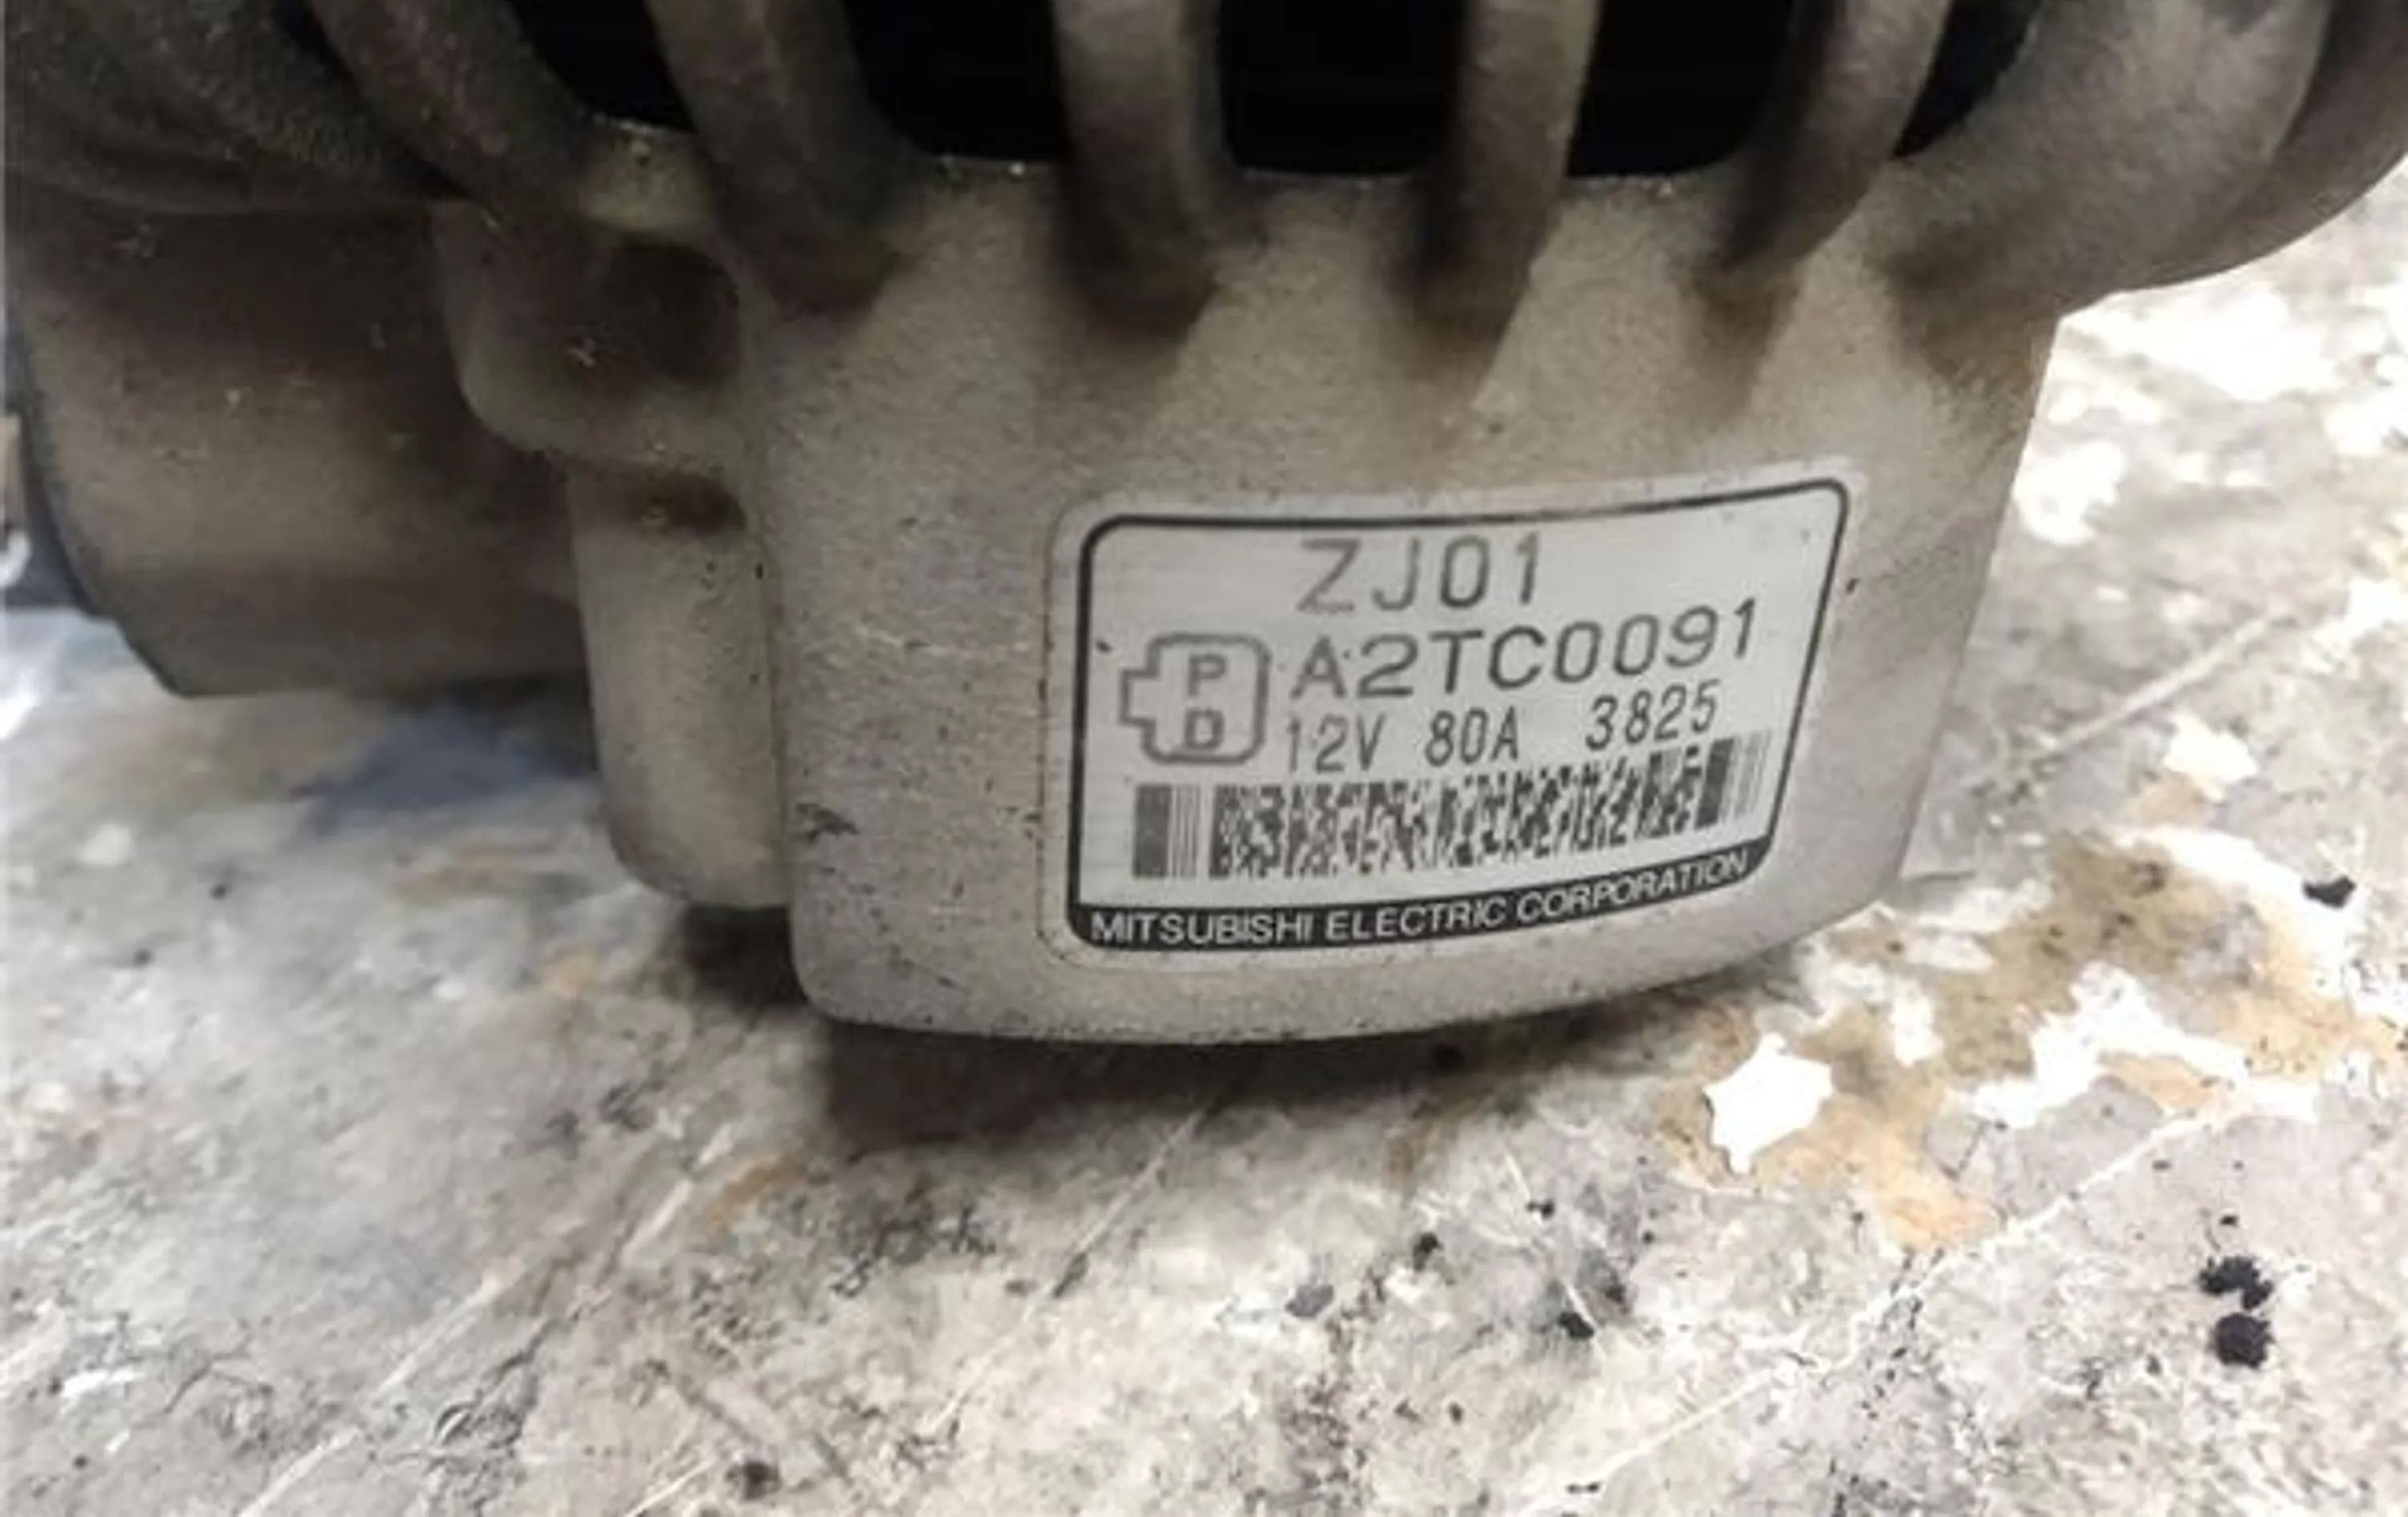 ZJ01
P A2TC0091
D 12V 80A 3825
MITSUBISHI ELECTRIC CORPORATION